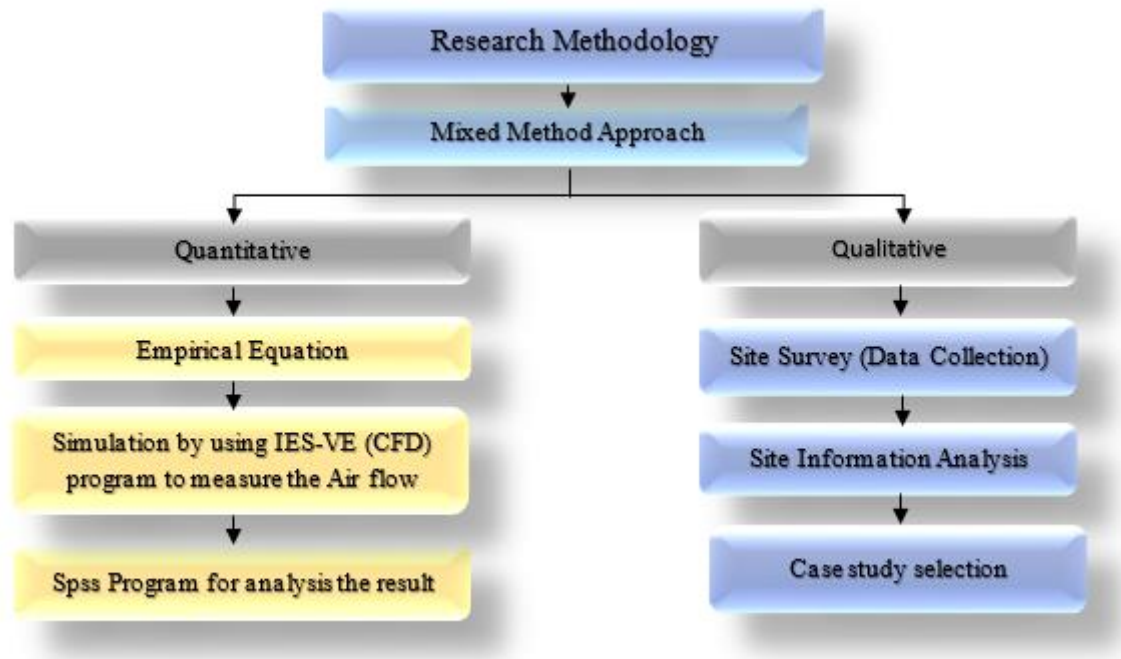 Research Methodology
Mixed Method Approach
Quantitative
Empirical Equation
Simulation by using IES-VE (CFD)
program to measure the Air flow
Spss Program for analysis the result
Qualitative
Site Survey (Data Collection)
Site Information Analysis
Case study selection